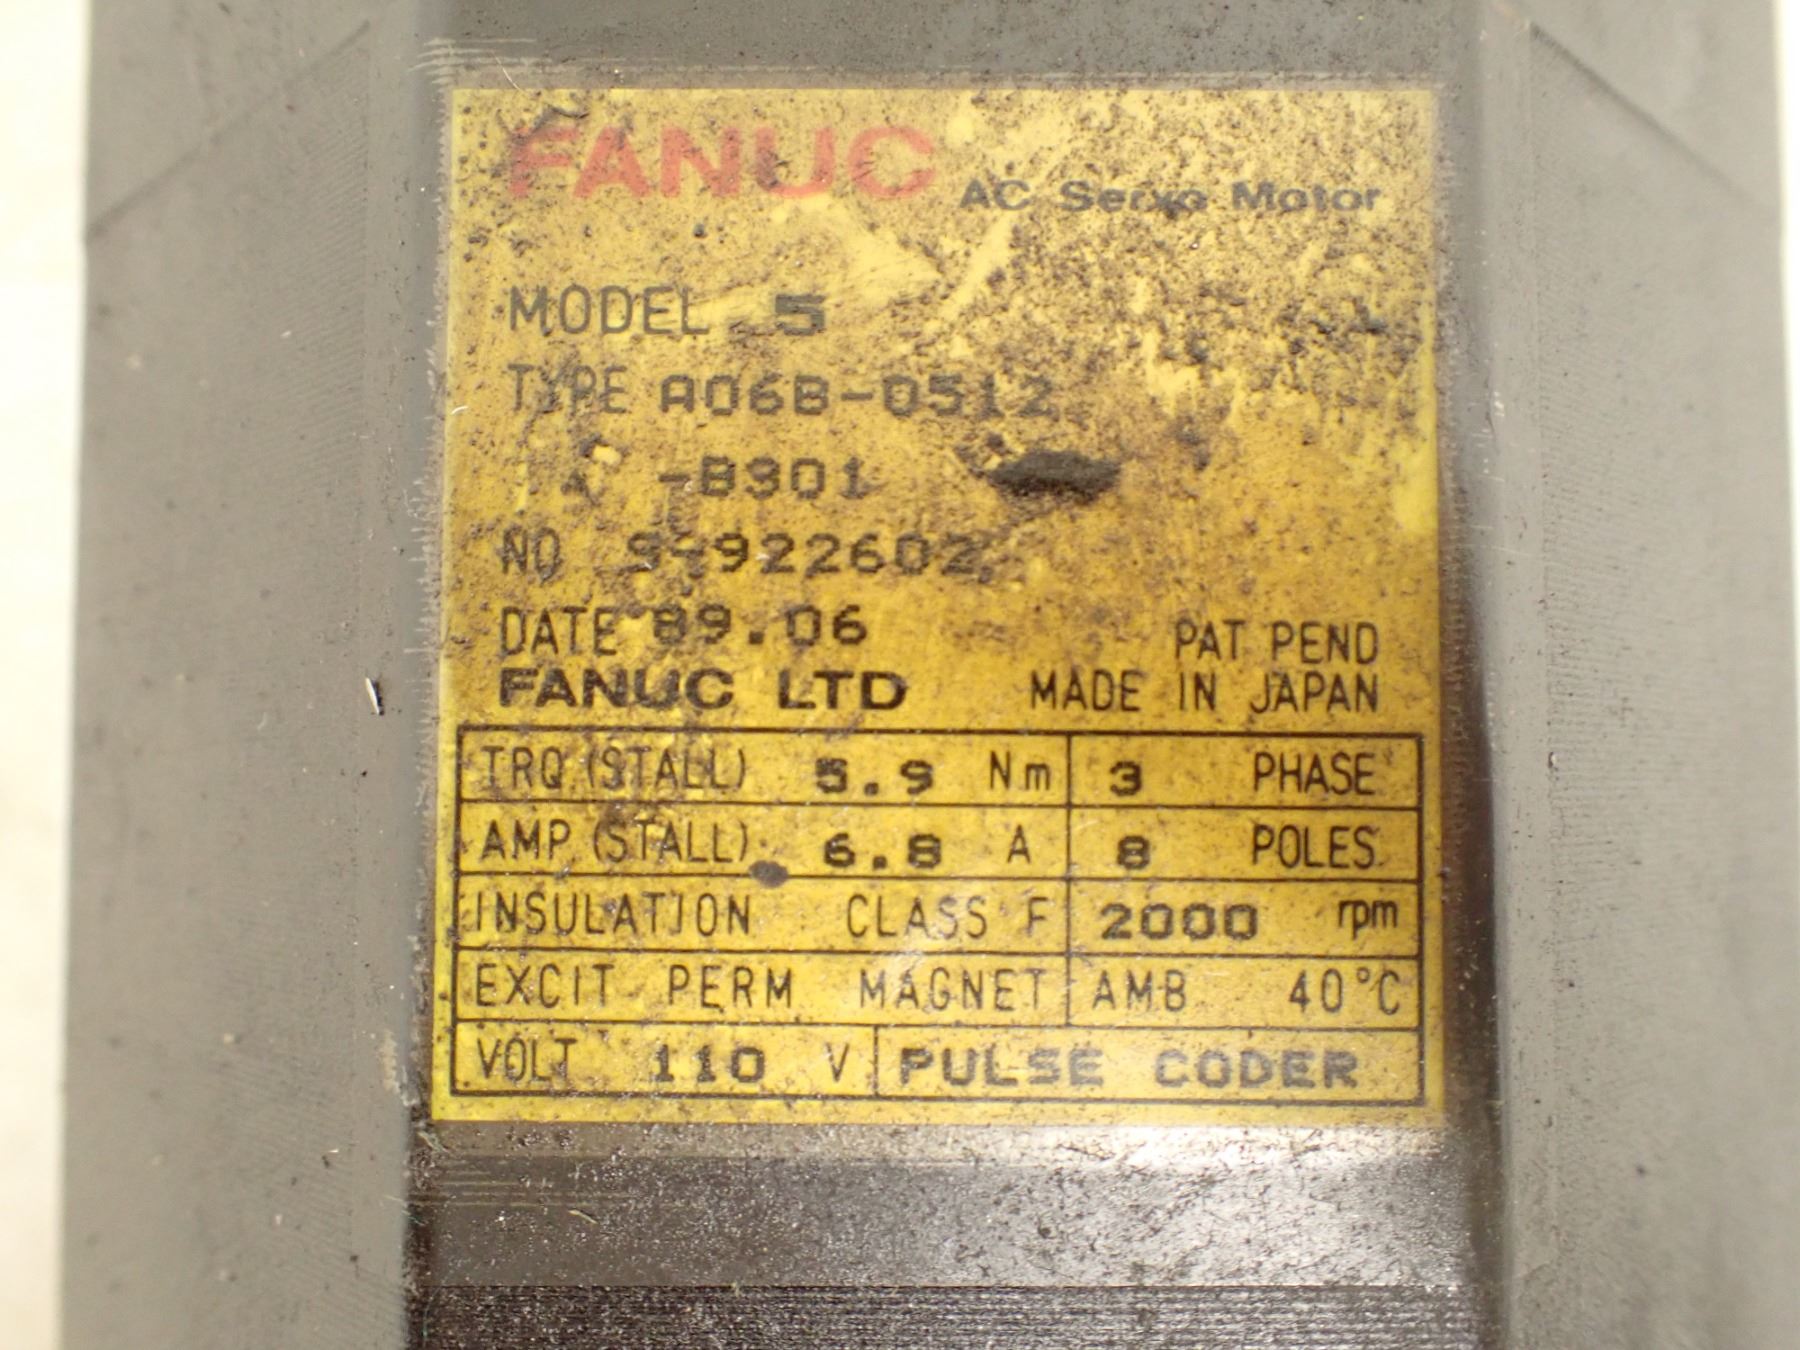 FANUC AC Servo Motor
MODEL 5
TYPE A06B-0512
-B301
NO S-922602
DATE 89.06 PAT PEND
FANUC LTD MADE IN JAPAN
TRQ (STALL) 5.9 Nm 3 PHASE
AMP (STALL) 6.8 A 8 POLES
INSULATION CLASS F 2000 rpm
EXCIT PERM MAGNET AMB 40°C
VOLT 110 V PULSE CODER